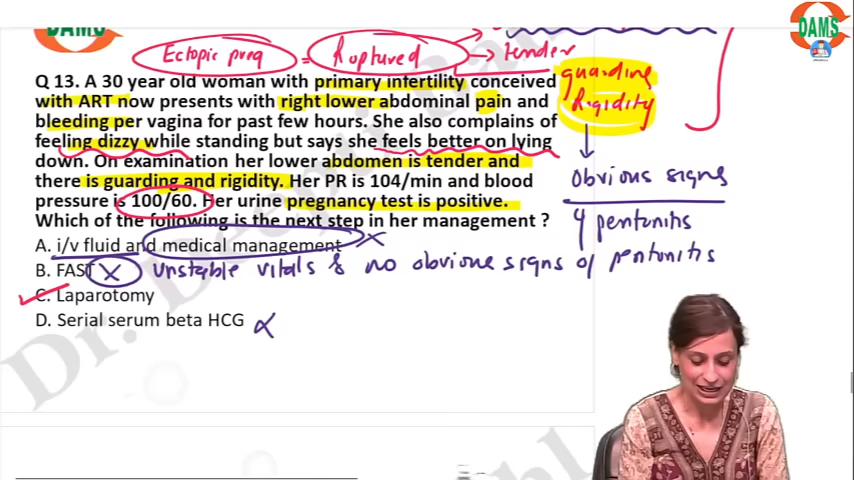 DAMS
DAMS
Ectopic preg = Ruptured → tender
guarding
Rigidity
Q 13. A 30 year old woman with primary infertility conceived
with ART now presents with right lower abdominal pain and
bleeding per vagina for past few hours. She also complains of
feeling dizzy while standing but says she feels better on lying
down. On examination her lower abdomen is tender and
there is guarding and rigidity. Her PR is 104/min and blood
pressure is 100/60. Her urine pregnancy test is positive.
Which of the following is the next step in her management ?
obvious signs
of peritonitis
A. i/v fluid and medical management
B. FAST X unstable vitals & no obvious signs of peritonitis
C. Laparotomy
D. Serial serum beta HCG
Dr. Deepti Bahl